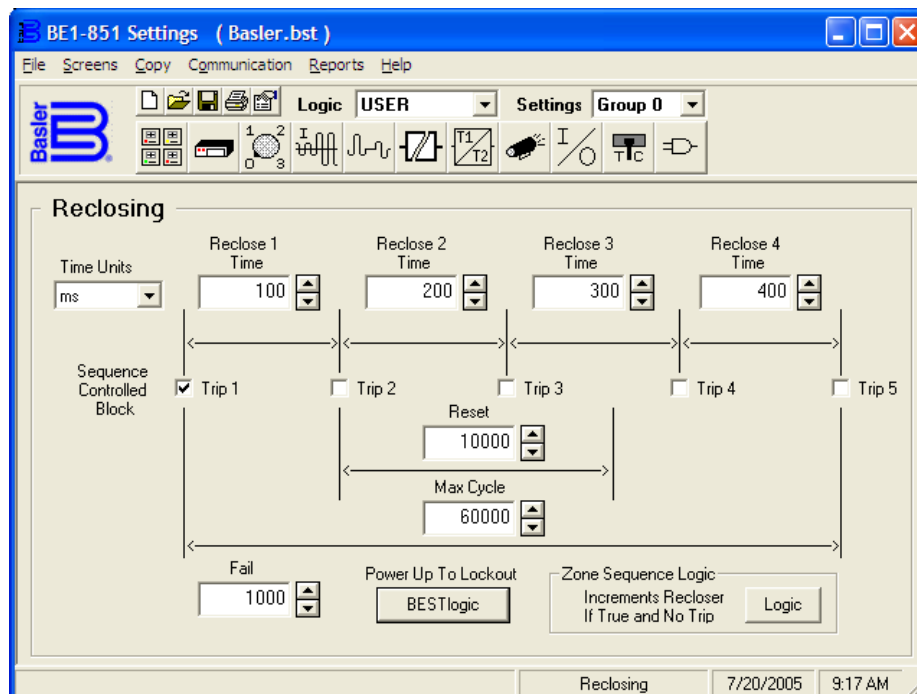 BE1-851 Settings ( Basler.bst )
File Screens Copy Communication Reports Help
Basler
Logic USER Settings Group 0
1 2 0 3 I T1 T2 I O T C
Reclosing
Time Units
ms
Reclose 1 Time
100
Reclose 2 Time
200
Reclose 3 Time
300
Reclose 4 Time
400
Sequence Controlled Block
Trip 1 Trip 2 Trip 3 Trip 4 Trip 5
Reset
10000
Max Cycle
60000
Fail
1000
Power Up To Lockout
BESTlogic
Zone Sequence Logic
Increments Recloser
If True and No Trip
Logic
Reclosing 7/20/2005 9:17 AM